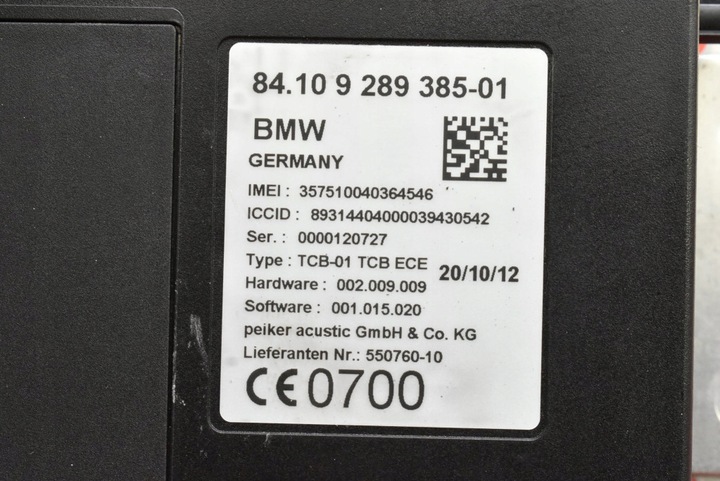 84.10 9 289 385-01
BMW
GERMANY
IMEI : 357510040364546
ICCID : 89314404000039430542
Ser. : 0000120727
Type : TCB-01 TCB ECE
20/10/12
Hardware : 002.009.009
Software : 001.015.020
peiker acustic GmbH & Co. KG
Lieferanten Nr.: 550760-10
CE0700